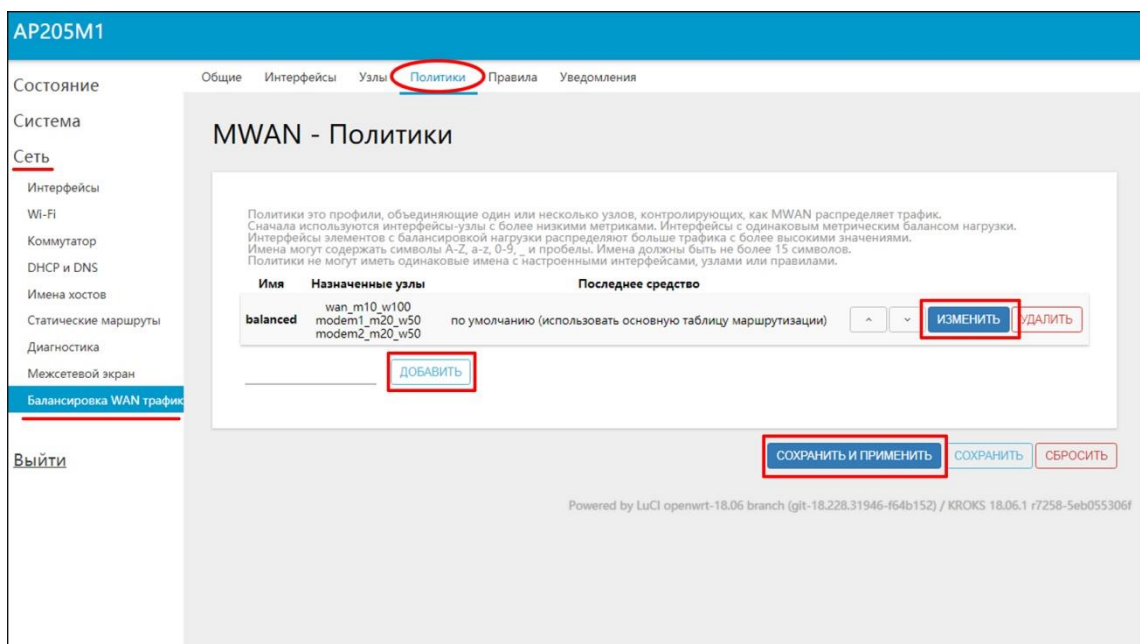 AP205M1
Состояние
Система
Сеть
Интерфейсы
Wi-Fi
Коммутатор
DHCP и DNS
Имена хостов
Статические маршруты
Диагностика
Межсетевой экран
Балансировка WAN трафик
Выйти
Общие Интерфейсы Узлы Политики Правила Уведомления
MWAN - Политики
Политики это профили, объединяющие один или несколько узлов, контролирующих, как MWAN распределяет трафик.
Сначала используются интерфейсы-узлы с более низкими метриками. Интерфейсы с одинаковым метрическим балансом нагрузки.
Интерфейсы элементов с балансировкой нагрузки распределяют больше трафика с более высокими значениями.
Имена могут содержать символы A-Z, a-z, 0-9, _ и пробелы. Имена должны быть не более 15 символов.
Политики не могут иметь одинаковые имена с настроенными интерфейсами, узлами или правилами.
Имя Назначенные узлы Последнее средство
balanced wan_m10_w100
modem1_m20_w50
modem2_m20_w50
по умолчанию (использовать основную таблицу маршрутизации) ИЗМЕНИТЬ УДАЛИТЬ
ДОБАВИТЬ
СОХРАНИТЬ И ПРИМЕНИТЬ СОХРАНИТЬ СБРОСИТЬ
Powered by LuCI openwrt-18.06 branch (git-18.228.31946-f64b152) / KROKS 18.06.1 r7258-5eb055306f